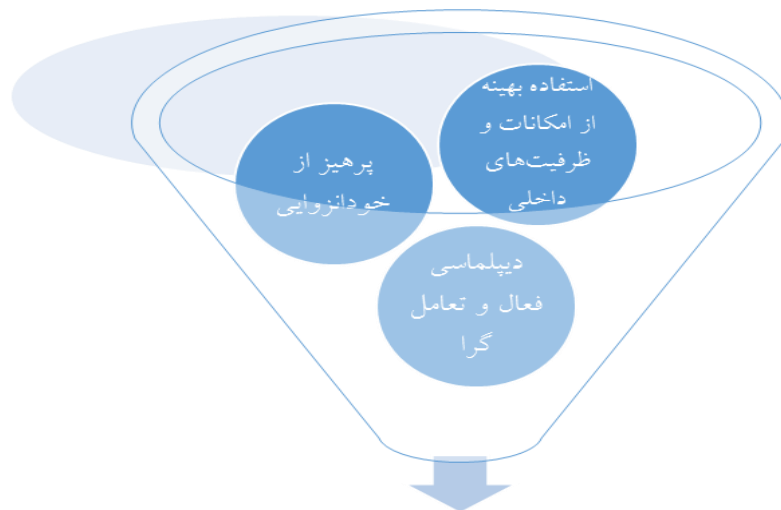 استفاده بهینه
از امکانات و
ظرفیت‌های
داخلی
پرهیز از
خودانزوایی
دیپلماسی
فعال و تعامل
گرا